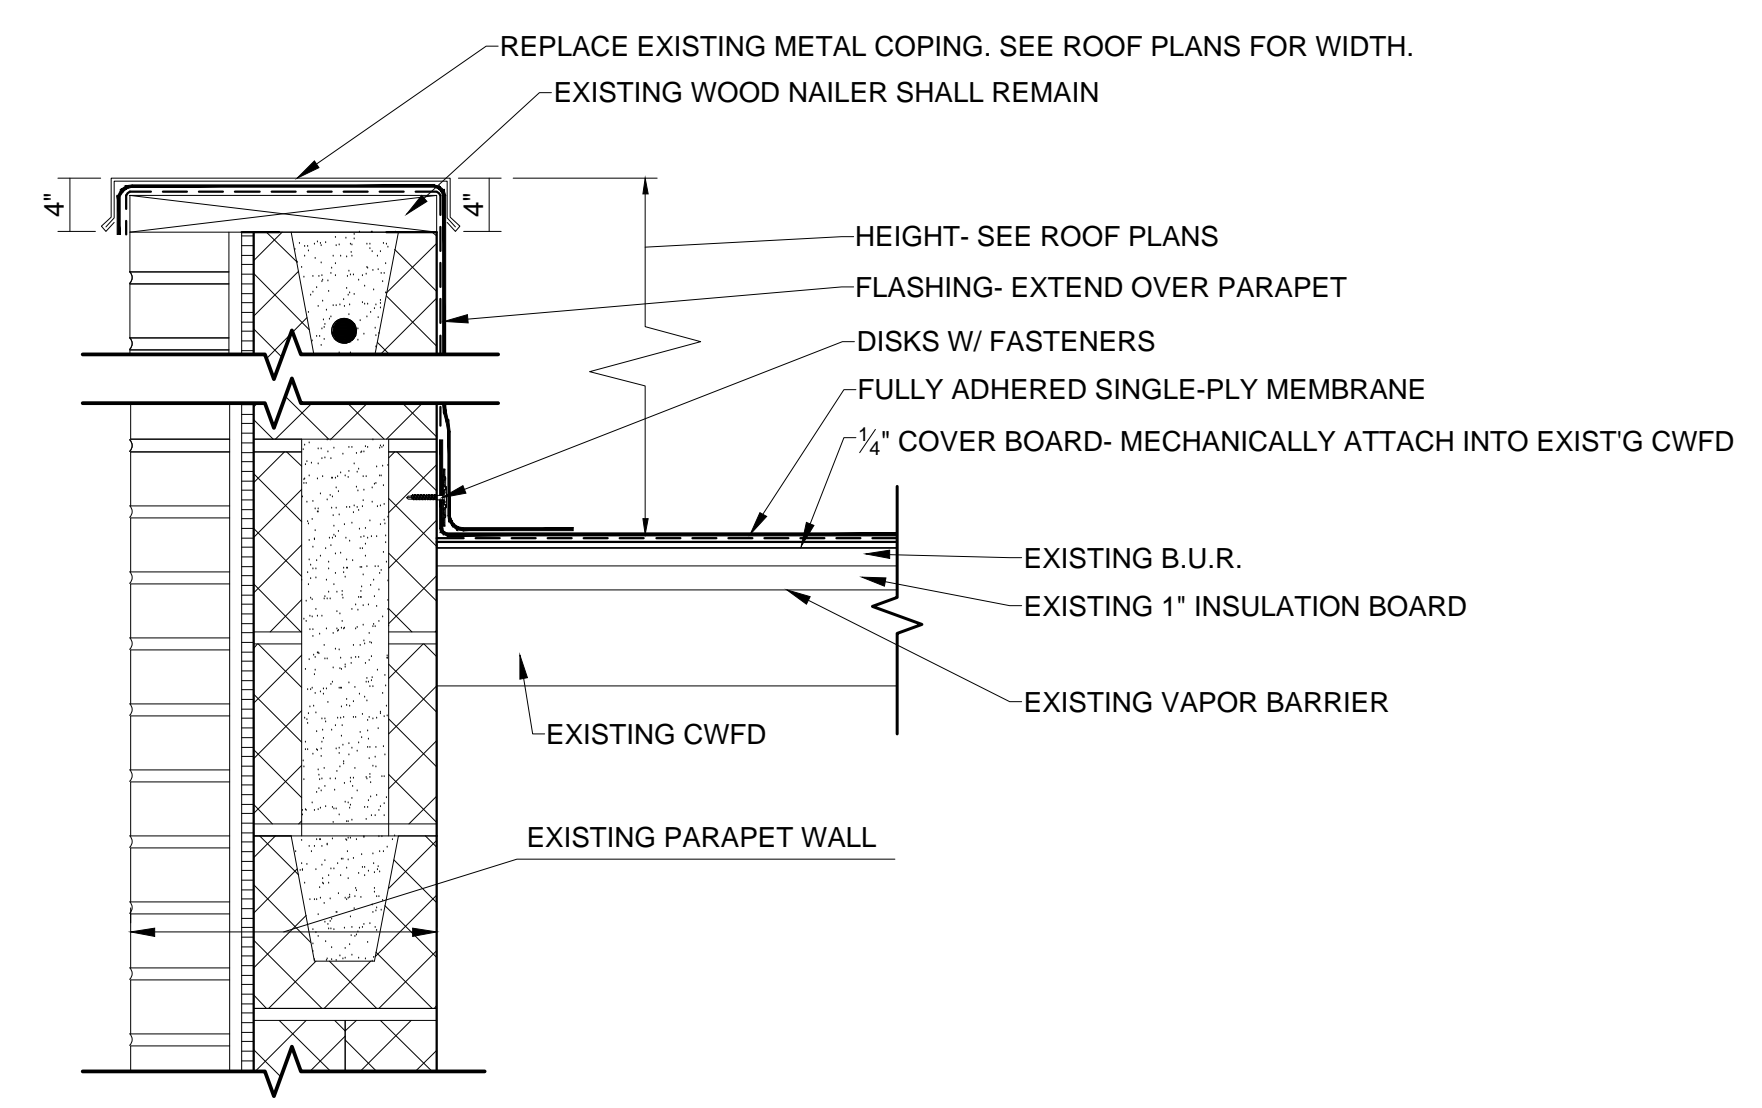 REPLACE EXISTING METAL COPING. SEE ROOF PLANS FOR WIDTH.
EXISTING WOOD NAILER SHALL REMAIN
4"
4"
HEIGHT- SEE ROOF PLANS
FLASHING- EXTEND OVER PARAPET
DISKS W/ FASTENERS
FULLY ADHERED SINGLE-PLY MEMBRANE
1/4" COVER BOARD- MECHANICALLY ATTACH INTO EXIST'G CWFD
EXISTING B.U.R.
EXISTING 1" INSULATION BOARD
EXISTING VAPOR BARRIER
EXISTING CWFD
EXISTING PARAPET WALL